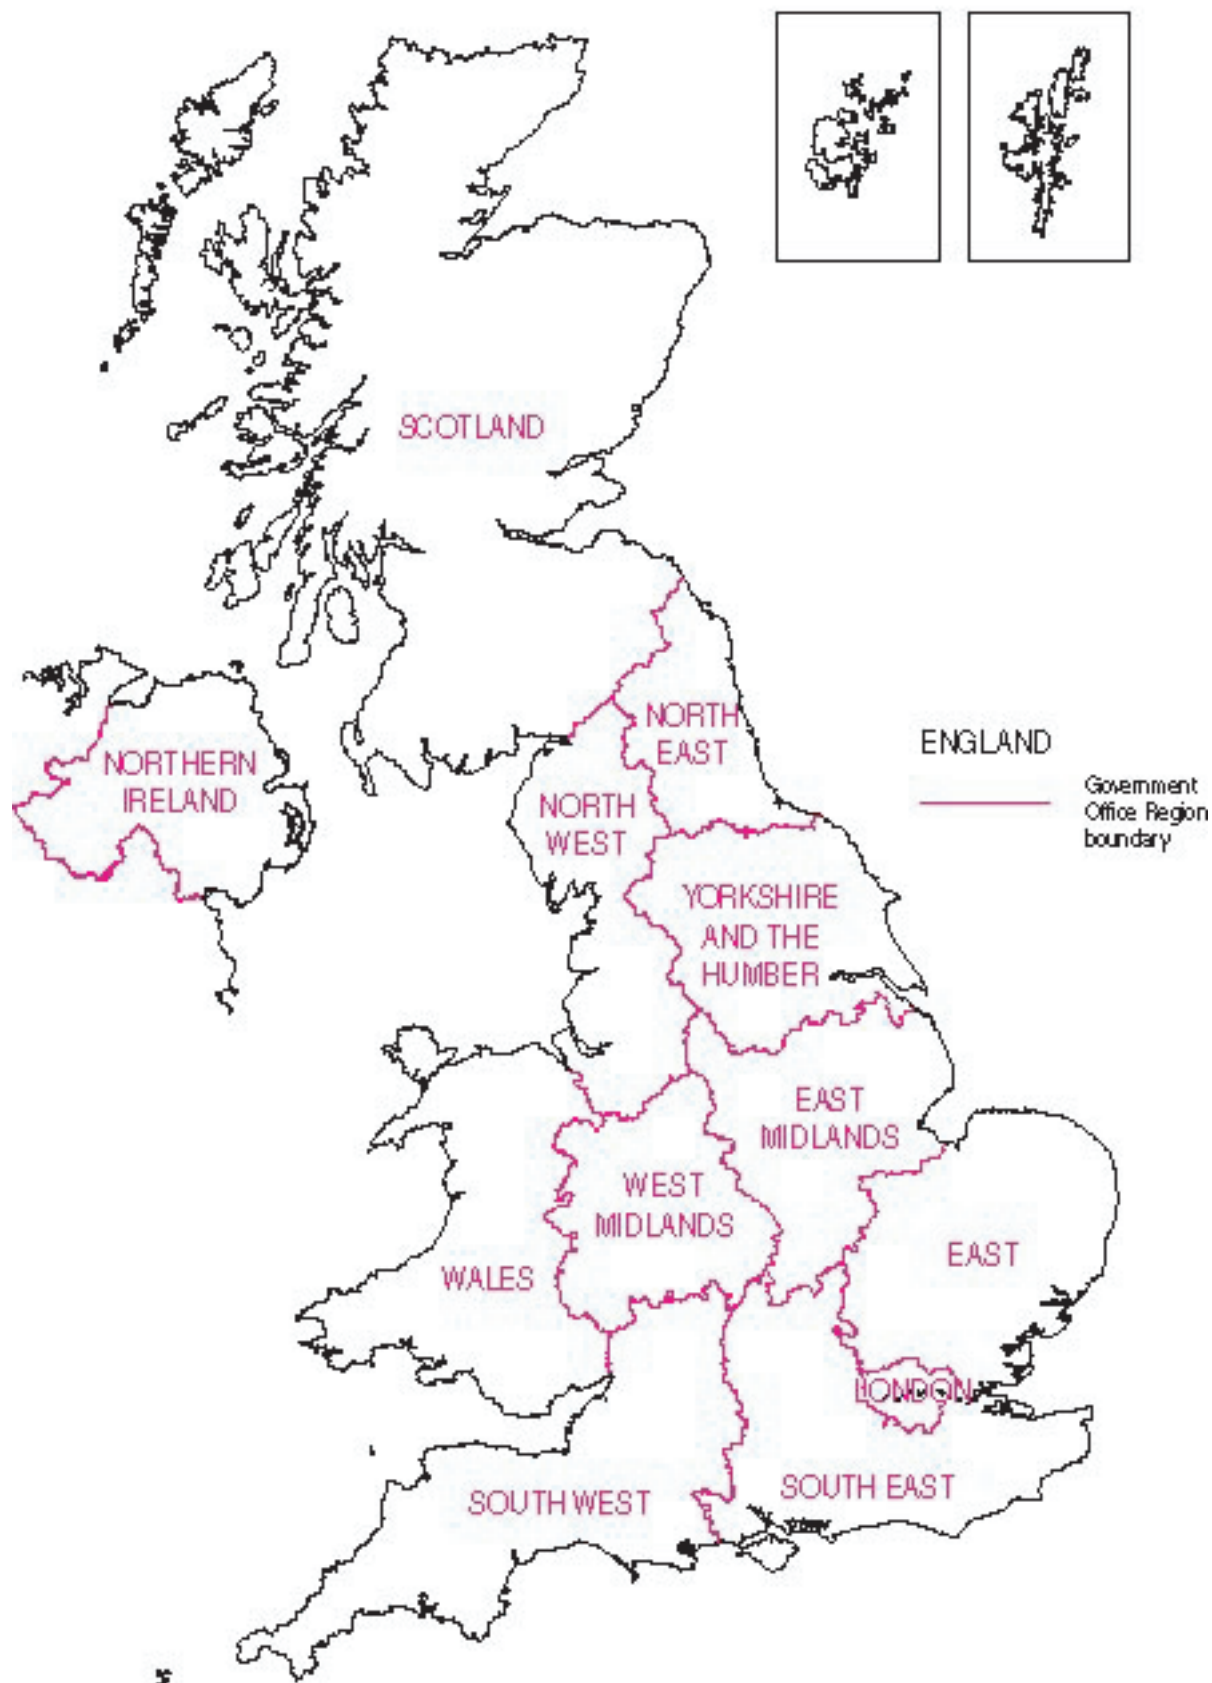 SCOTLAND
NORTH
EAST
ENGLAND
Government
Office Region
boundary
NORTHERN
IRELAND
NORTH
WEST
YORKSHIRE
AND THE
HUMBER
EAST
MIDLANDS
WEST
MIDLANDS
EAST
WALES
LONDON
SOUTH EAST
SOUTH WEST